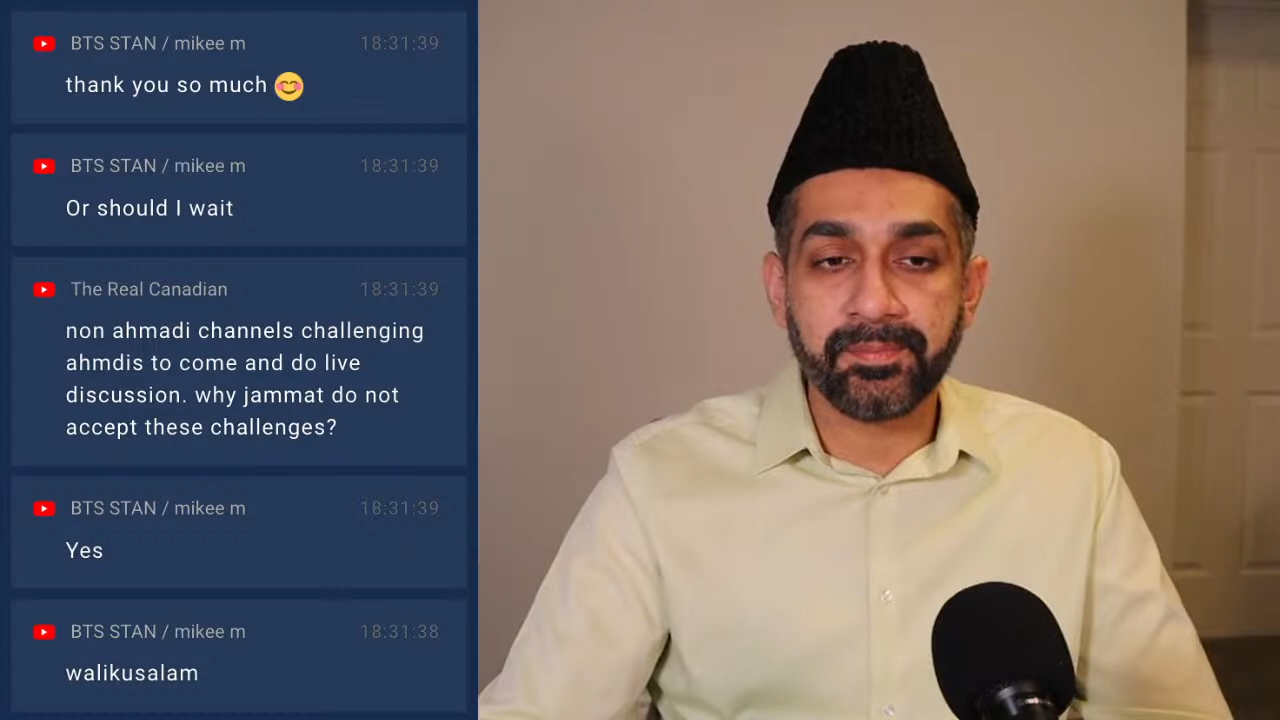 BTS STAN / mikee m 18:31:39
thank you so much 😊
BTS STAN / mikee m 18:31:39
Or should I wait
The Real Canadian 18:31:39
non ahmadi channels challenging
ahmdis to come and do live
discussion. why jammat do not
accept these challenges?
BTS STAN / mikee m 18:31:39
Yes
BTS STAN / mikee m 18:31:38
walikusalam